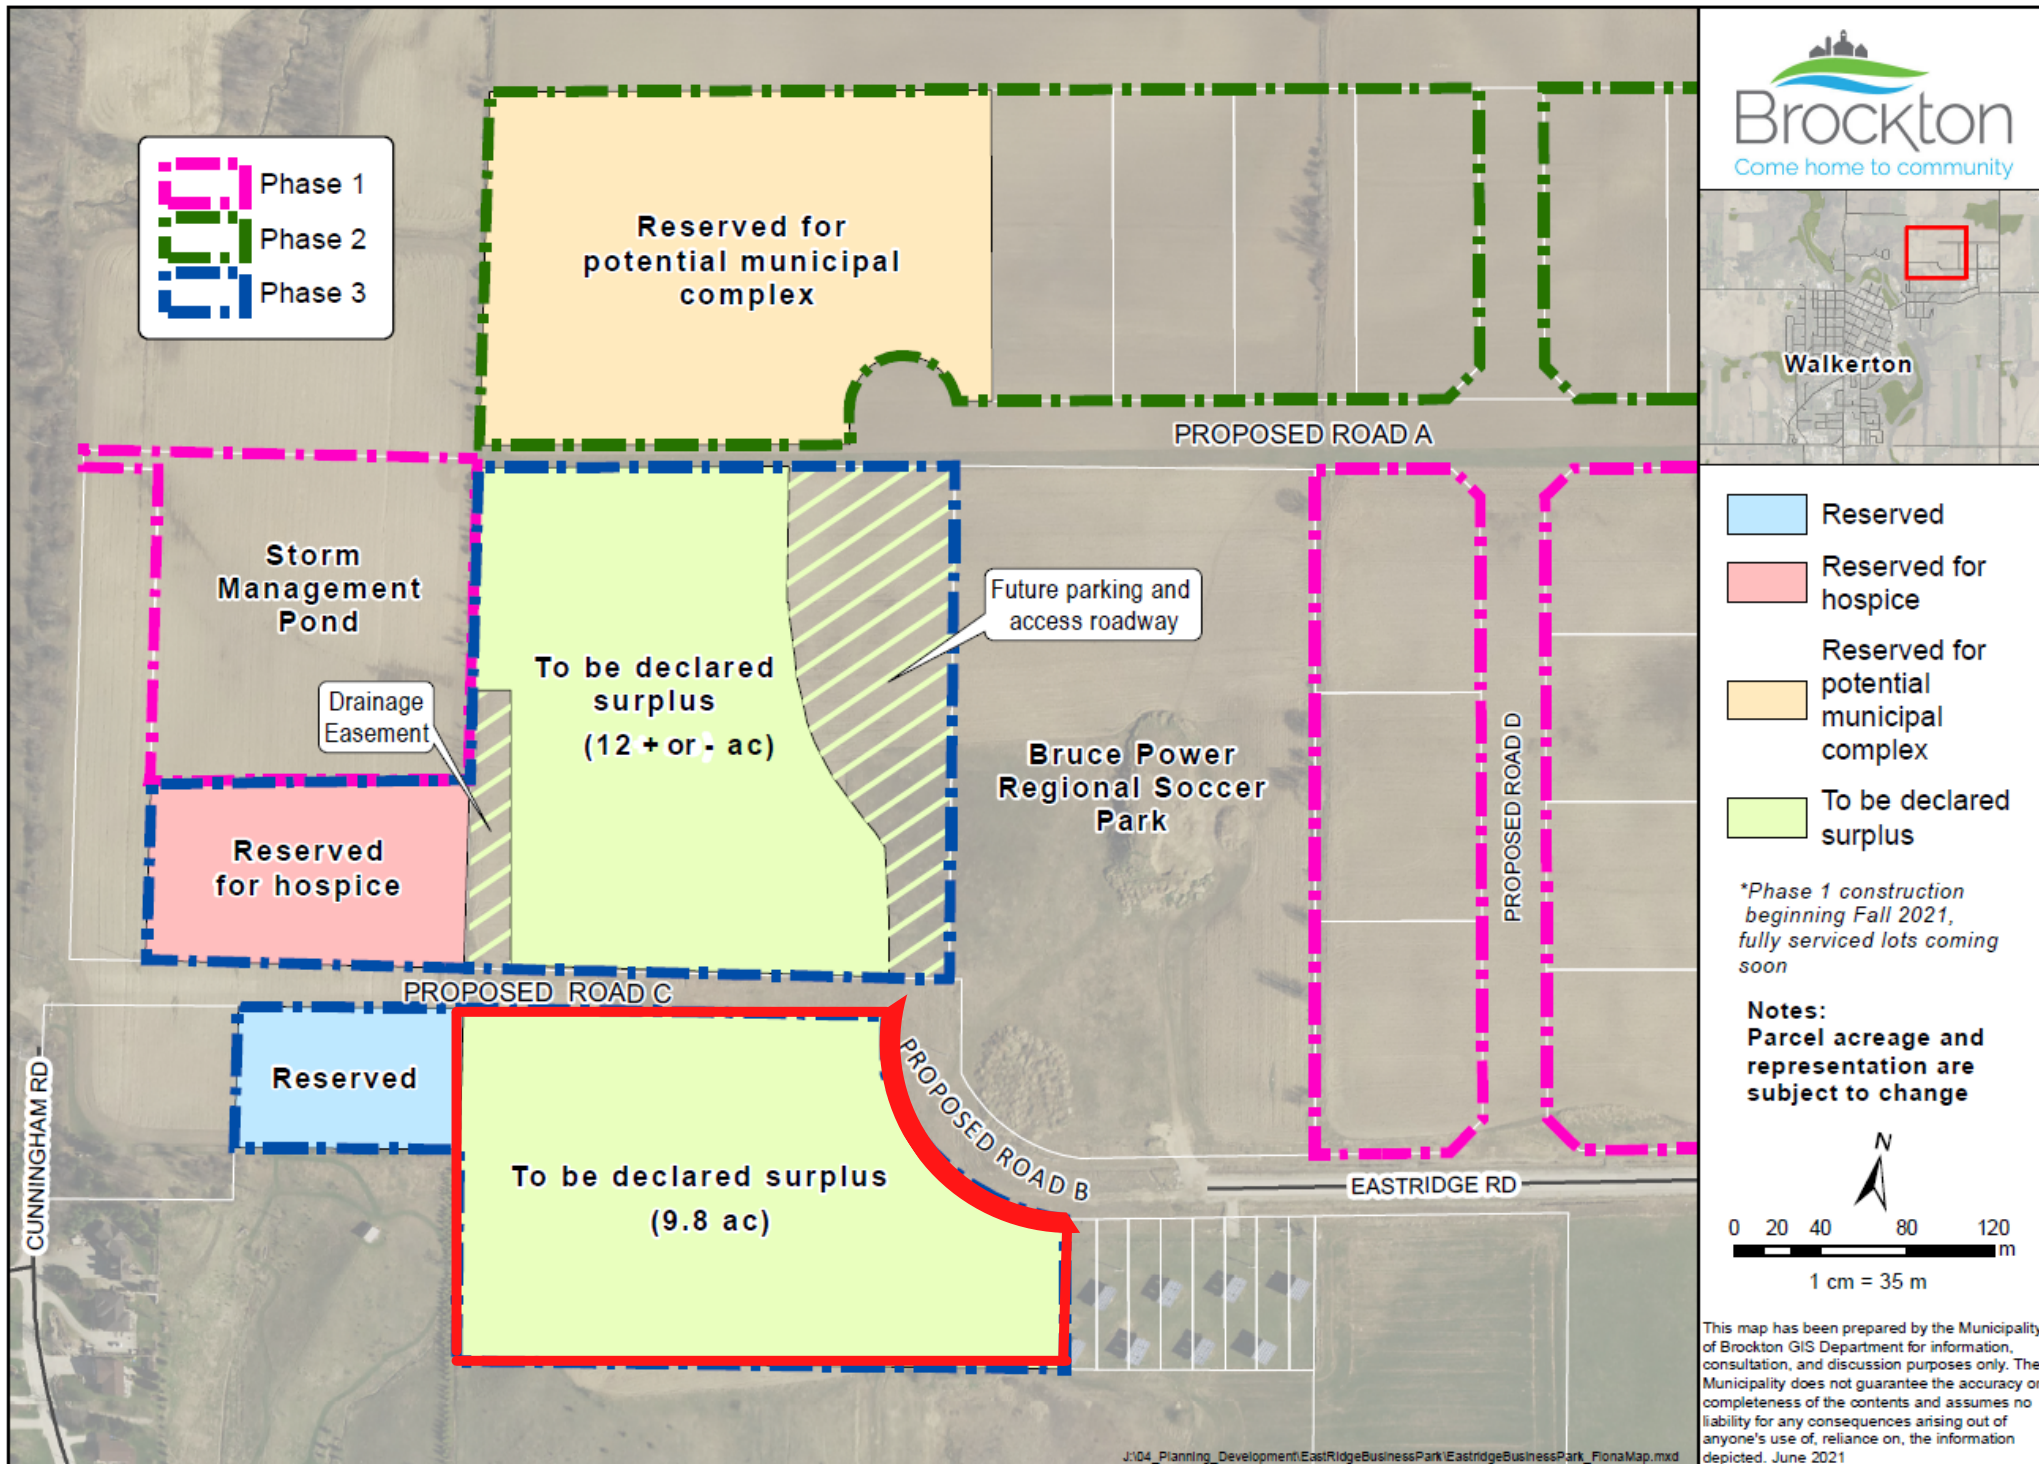 Phase 1
Phase 2
Phase 3
Reserved for
potential municipal
complex
PROPOSED ROAD A
Storm
Management
Pond
Future parking and
access roadway
To be declared
surplus
(12 + or - ac)
Drainage
Easement
Bruce Power
Regional Soccer
Park
PROPOSED ROAD D
Reserved
for hospice
PROPOSED ROAD C
Reserved
PROPOSED ROAD B
CUNNINGHAM RD
To be declared surplus
(9.8 ac)
EASTRIDGE RD
J:\04_Planning_Development\EastRidgeBusinessPark\EastridgeBusinessPark_FionaMap.mxd
Brockton
Come home to community
Walkerton
Reserved
Reserved for
hospice
Reserved for
potential
municipal
complex
To be declared
surplus
*Phase 1 construction
beginning Fall 2021,
fully serviced lots coming
soon
Notes:
Parcel acreage and
representation are
subject to change
N
0 20 40 80 120
m
1 cm = 35 m
This map has been prepared by the Municipality
of Brockton GIS Department for information,
consultation, and discussion purposes only. The
Municipality does not guarantee the accuracy or
completeness of the contents and assumes no
liability for any consequences arising out of
anyone's use of, reliance on, the information
depicted. June 2021